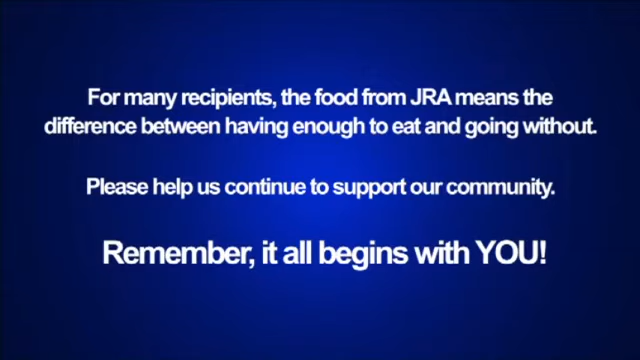 For many recipients, the food from JRA means the
difference between having enough to eat and going without.
Please help us continue to support our community.
Remember, it all begins with YOU!